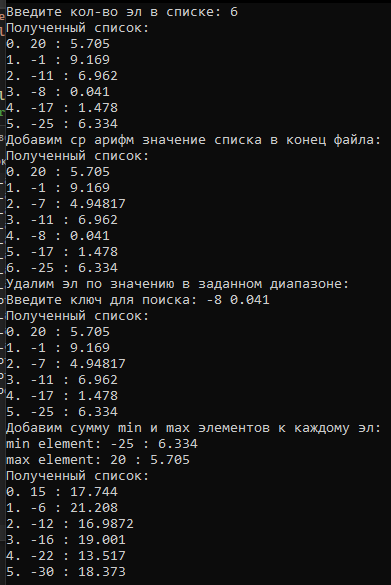 Введите кол-во эл в списке: 6
Полученный список:
0. 20 : 5.705
1. -1 : 9.169
2. -11 : 6.962
3. -8 : 0.041
4. -17 : 1.478
5. -25 : 6.334
Добавим ср арифм значение списка в конец файла:
Полученный список:
0. 20 : 5.705
1. -1 : 9.169
2. -7 : 4.94817
3. -11 : 6.962
4. -8 : 0.041
5. -17 : 1.478
6. -25 : 6.334
Удалим эл по значению в заданном диапазоне:
Введите ключ для поиска: -8 0.041
Полученный список:
0. 20 : 5.705
1. -1 : 9.169
2. -7 : 4.94817
3. -11 : 6.962
4. -17 : 1.478
5. -25 : 6.334
Добавим сумму min и max элементов к каждому эл:
min element: -25 : 6.334
max element: 20 : 5.705
Полученный список:
0. 15 : 17.744
1. -6 : 21.208
2. -12 : 16.9872
3. -16 : 19.001
4. -22 : 13.517
5. -30 : 18.373